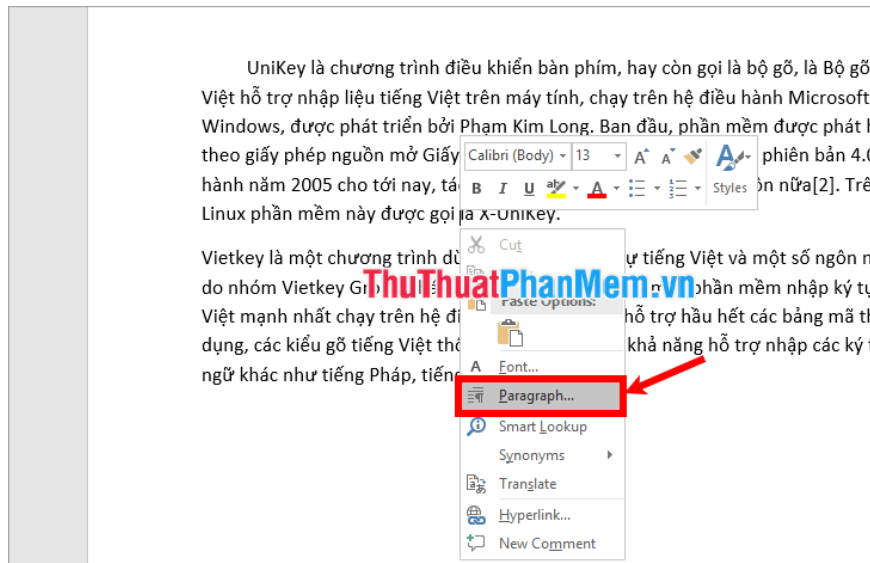 UniKey là chương trình điều khiển bàn phím, hay còn gọi là bộ gõ, là Bộ gõ
Việt hỗ trợ nhập liệu tiếng Việt trên máy tính, chạy trên hệ điều hành Microsoft
Windows, được phát triển bởi Phạm Kim Long. Ban đầu, phần mềm được phát
theo giấy phép nguồn mở Giấy phiên bản 4.0
hành năm 2005 cho tới nay, nữa[2]. Trê
Linux phần mềm này được gọi là X-UniKey.
Calibri (Body) 13
B I U Styles
Vietkey là một chương trình tiếng Việt và một số ngôn
do nhóm Vietkey phần mềm nhập ký tự
Việt mạnh nhất chạy trên hệ hỗ trợ hầu hết các bảng mã
dụng, các kiểu gõ tiếng Việt khả năng hỗ trợ nhập các ký
ngữ khác như tiếng Pháp,
ThuThuatPhanMem.vn
Cut
Paste Options:
Font...
Paragraph...
Smart Lookup
Synonyms
Translate
Hyperlink...
New Comment